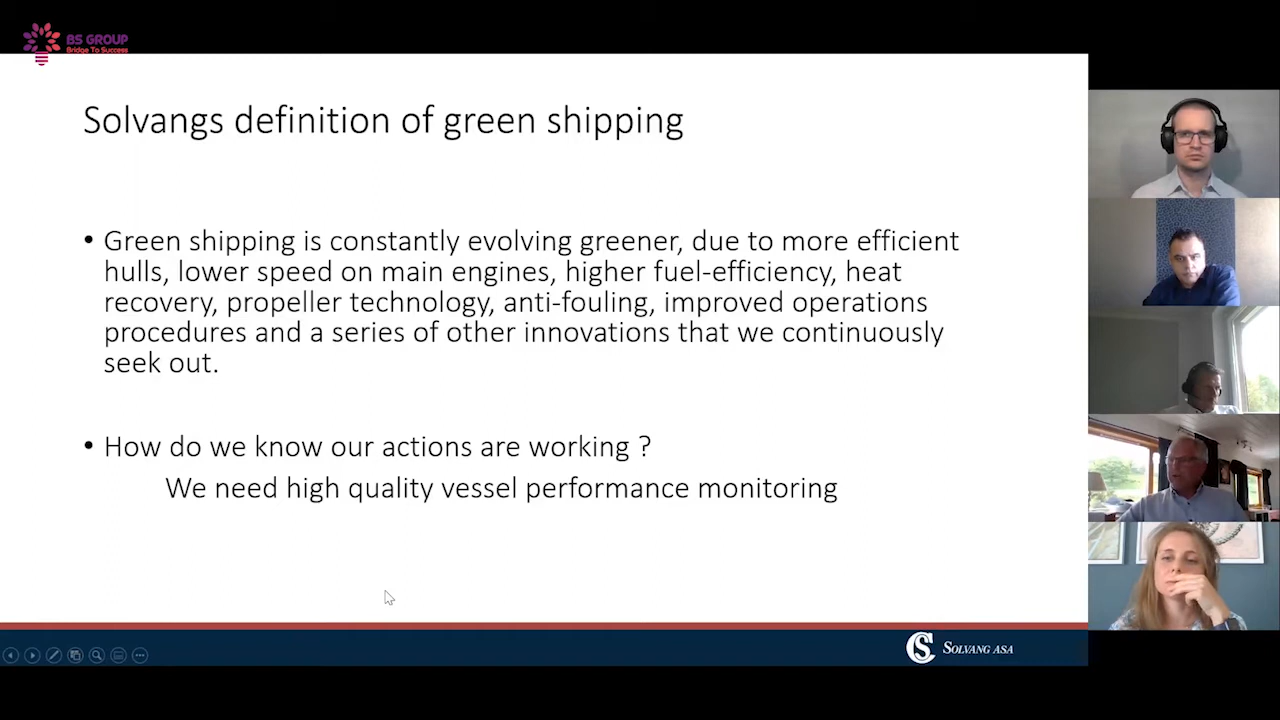 BS GROUP
Bridge To Success
Solvangs definition of green shipping
• Green shipping is constantly evolving greener, due to more efficient
hulls, lower speed on main engines, higher fuel-efficiency, heat
recovery, propeller technology, anti-fouling, improved operations
procedures and a series of other innovations that we continuously
seek out.
• How do we know our actions are working ?
We need high quality vessel performance monitoring
SOLVANG ASA